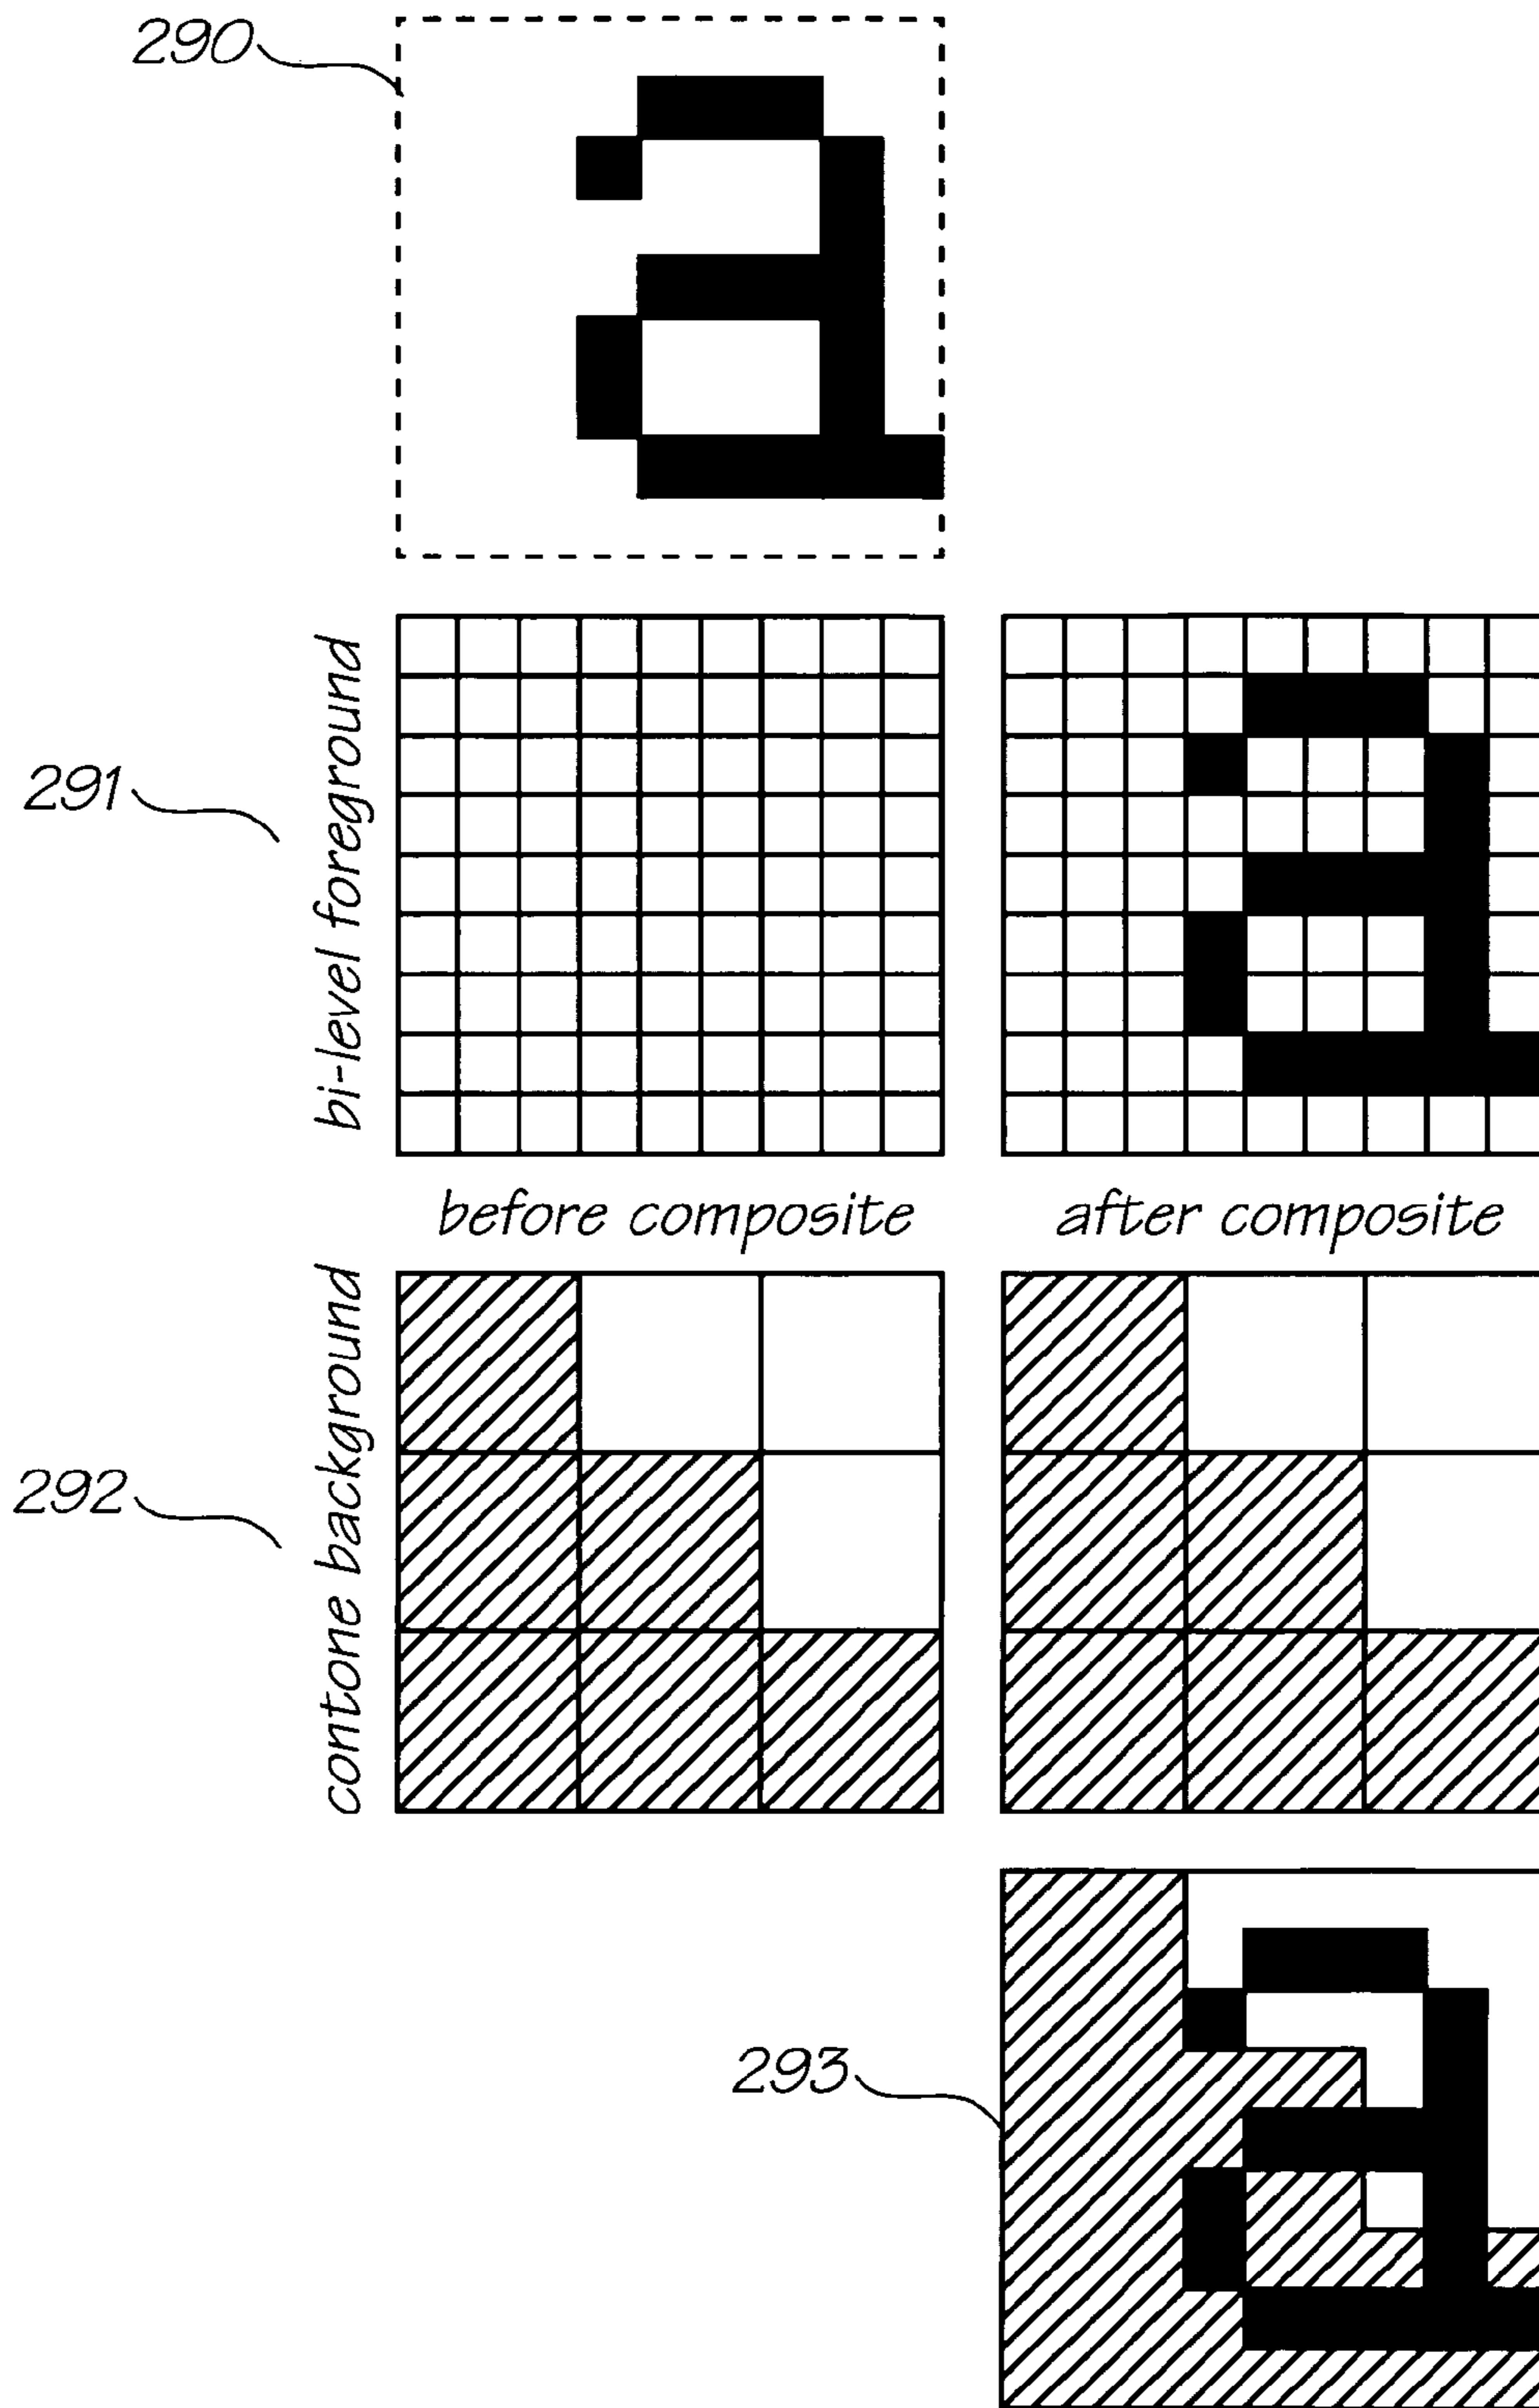 290
291
bi-level foreground
before composite
after composite
292
contone background
293